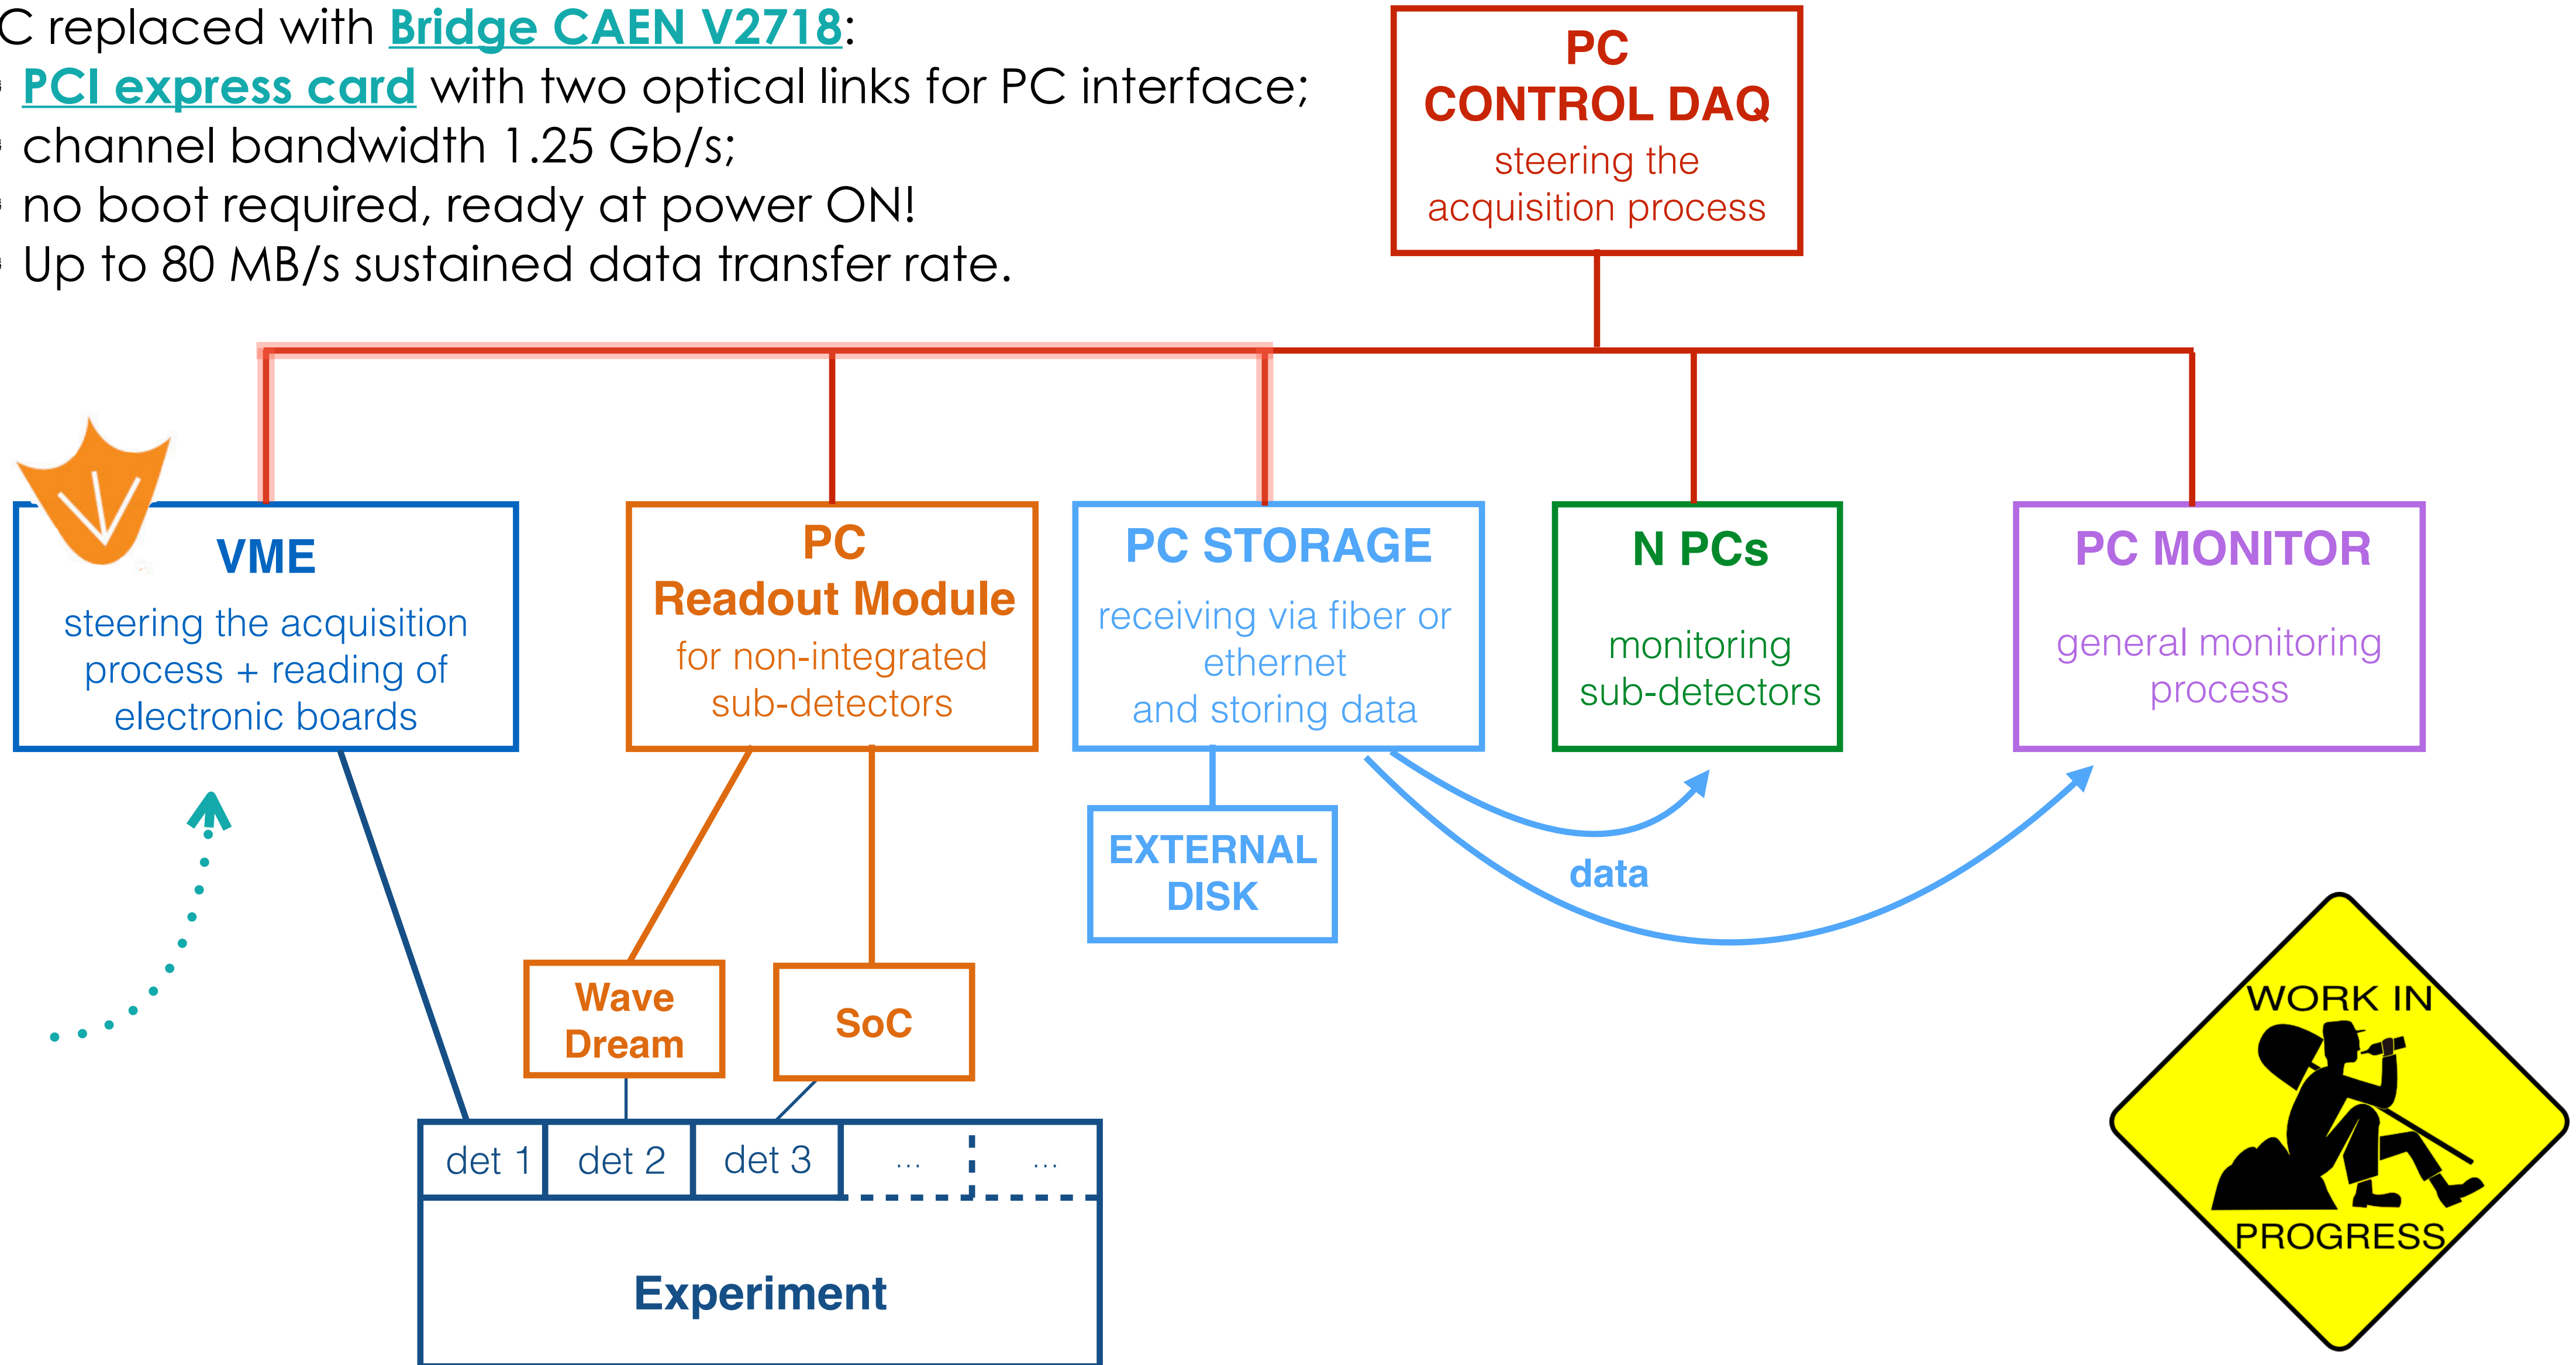 C replaced with Bridge CAEN V2718:
PCI express card with two optical links for PC interface;
channel bandwidth 1.25 Gb/s;
no boot required, ready at power ON!
Up to 80 MB/s sustained data transfer rate.
PC
CONTROL DAQ
steering the
acquisition process
VME
steering the acquisition
process + reading of
electronic boards
PC
Readout Module
for non-integrated
sub-detectors
PC STORAGE
receiving via fiber or
ethernet
and storing data
N PCs
monitoring
sub-detectors
PC MONITOR
general monitoring
process
EXTERNAL
DISK
data
Wave
Dream
SoC
det 1
det 2
det 3
...
...
Experiment
WORK IN
PROGRESS